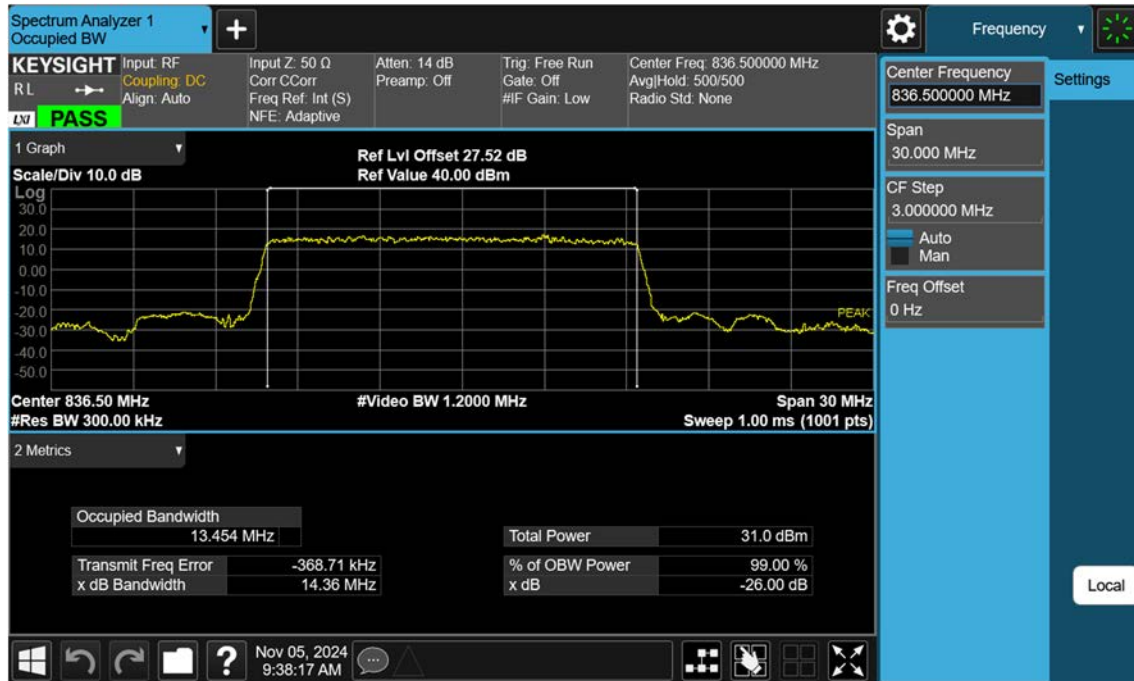 Spectrum Analyzer 1
Occupied BW
+
Frequency
KEYSIGHT
R L
LXI PASS
Input: RF
Coupling: DC
Align: Auto
Input Z: 50 Ω
Corr CCorr
Freq Ref: Int (S)
NFE: Adaptive
Atten: 14 dB
Preamp: Off
Trig: Free Run
Gate: Off
#IF Gain: Low
Center Freq: 836.500000 MHz
Avg|Hold: 500/500
Radio Std: None
Center Frequency
836.500000 MHz
Settings
Span
30.000 MHz
CF Step
3.000000 MHz
Auto
Man
Freq Offset
0 Hz
Local
1 Graph
Ref Lvl Offset 27.52 dB
Scale/Div 10.0 dB
Ref Value 40.00 dBm
Log
30.0
20.0
10.0
0.00
-10.0
-20.0
-30.0
-40.0
-50.0
PEAK
Center 836.50 MHz
#Video BW 1.2000 MHz
Span 30 MHz
#Res BW 300.00 kHz
Sweep 1.00 ms (1001 pts)
2 Metrics
Occupied Bandwidth
13.454 MHz
Total Power 31.0 dBm
Transmit Freq Error -368.71 kHz
% of OBW Power 99.00 %
x dB Bandwidth 14.36 MHz
x dB -26.00 dB
?
Nov 05, 2024
9:38:17 AM